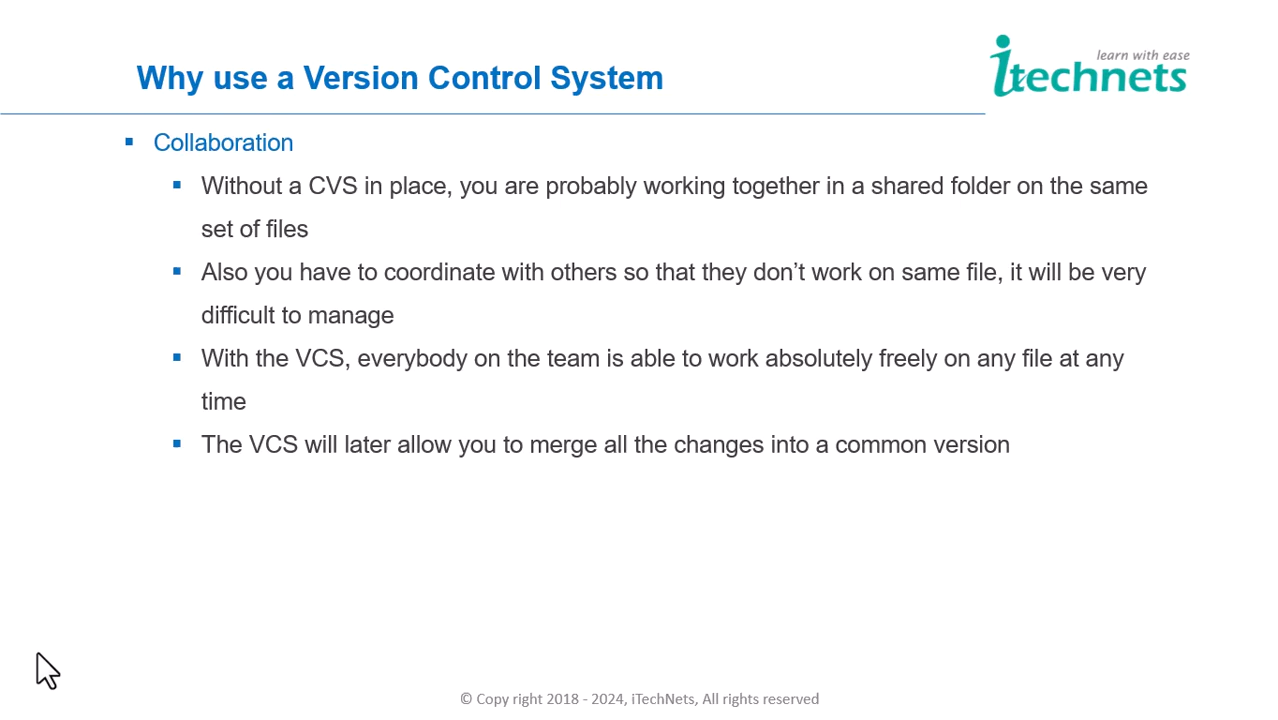 Why use a Version Control System
learn with ease
itechnets
Collaboration
Without a CVS in place, you are probably working together in a shared folder on the same
set of files
Also you have to coordinate with others so that they don’t work on same file, it will be very
difficult to manage
With the VCS, everybody on the team is able to work absolutely freely on any file at any
time
The VCS will later allow you to merge all the changes into a common version
© Copy right 2018 - 2024, iTechNets, All rights reserved